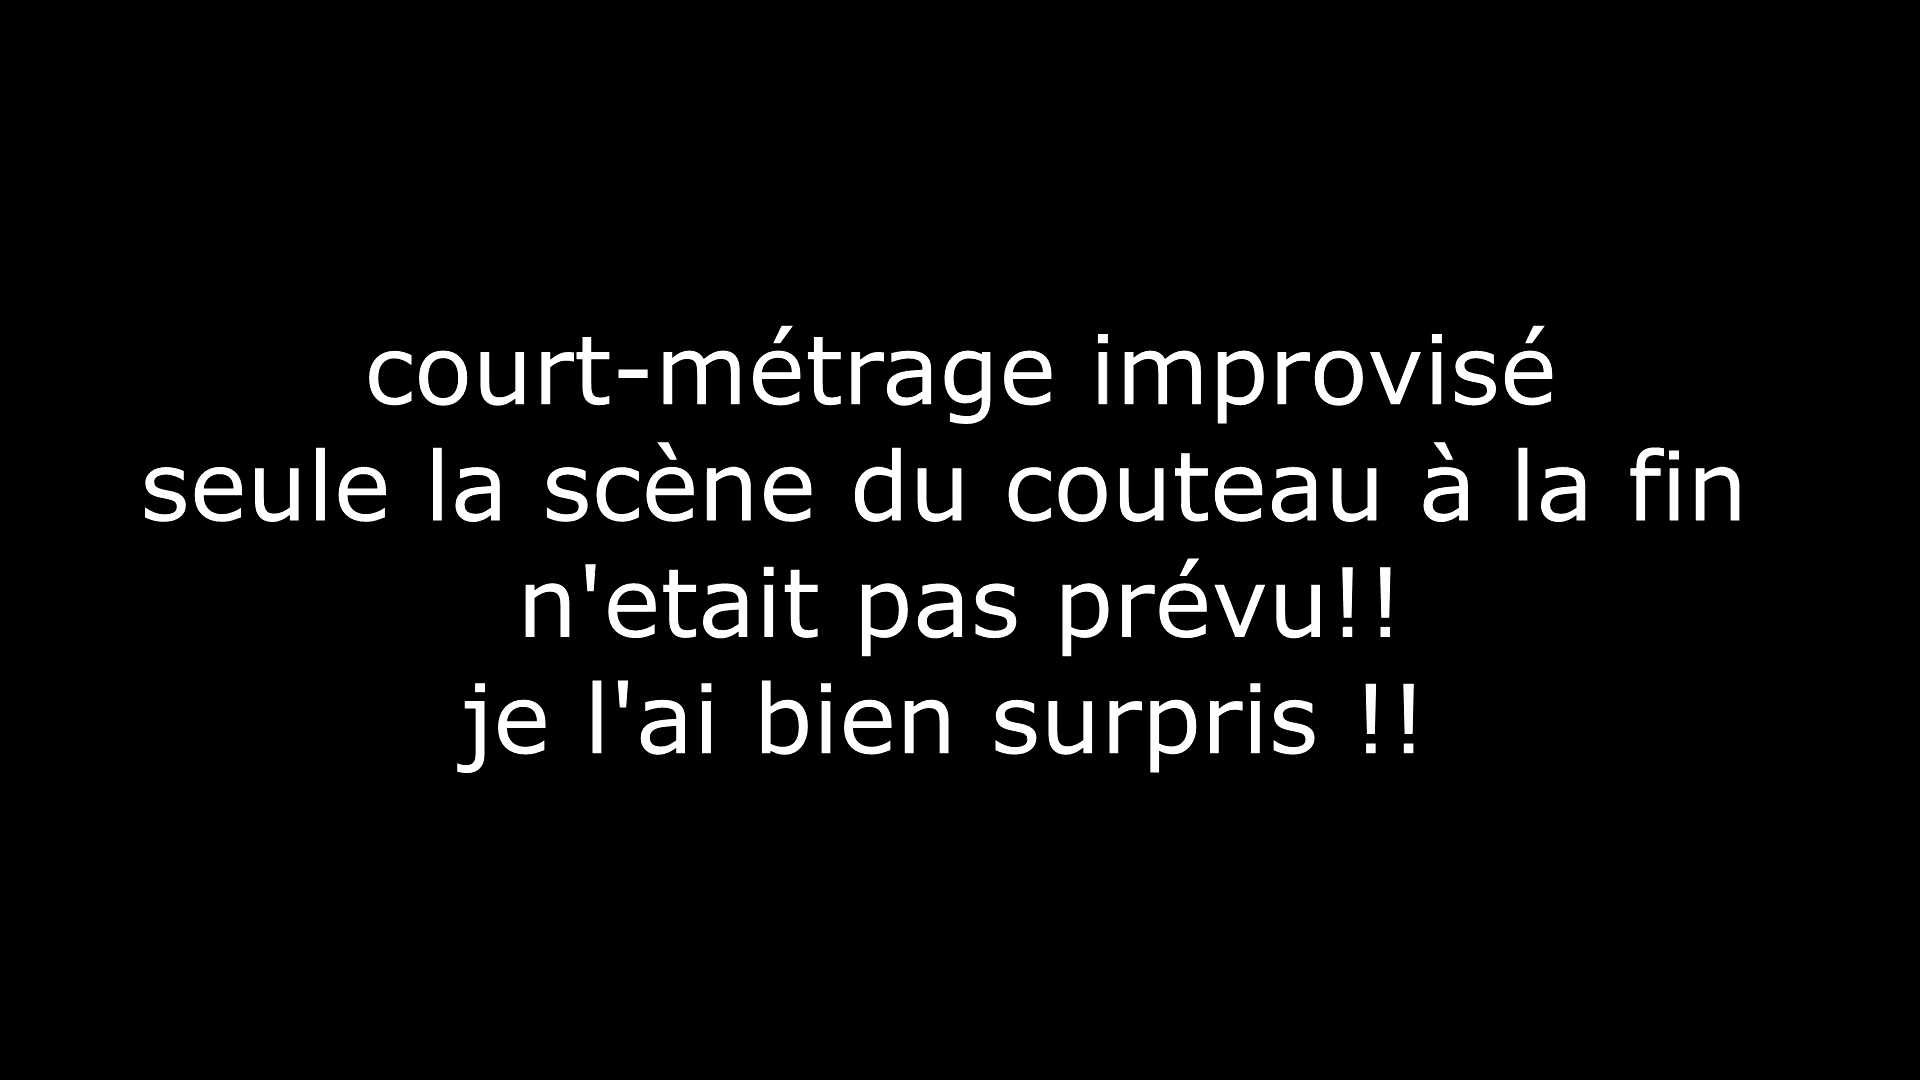 court-métrage improvisé
seule la scène du couteau à la fin
n'etait pas prévu!!
je l'ai bien surpris !!